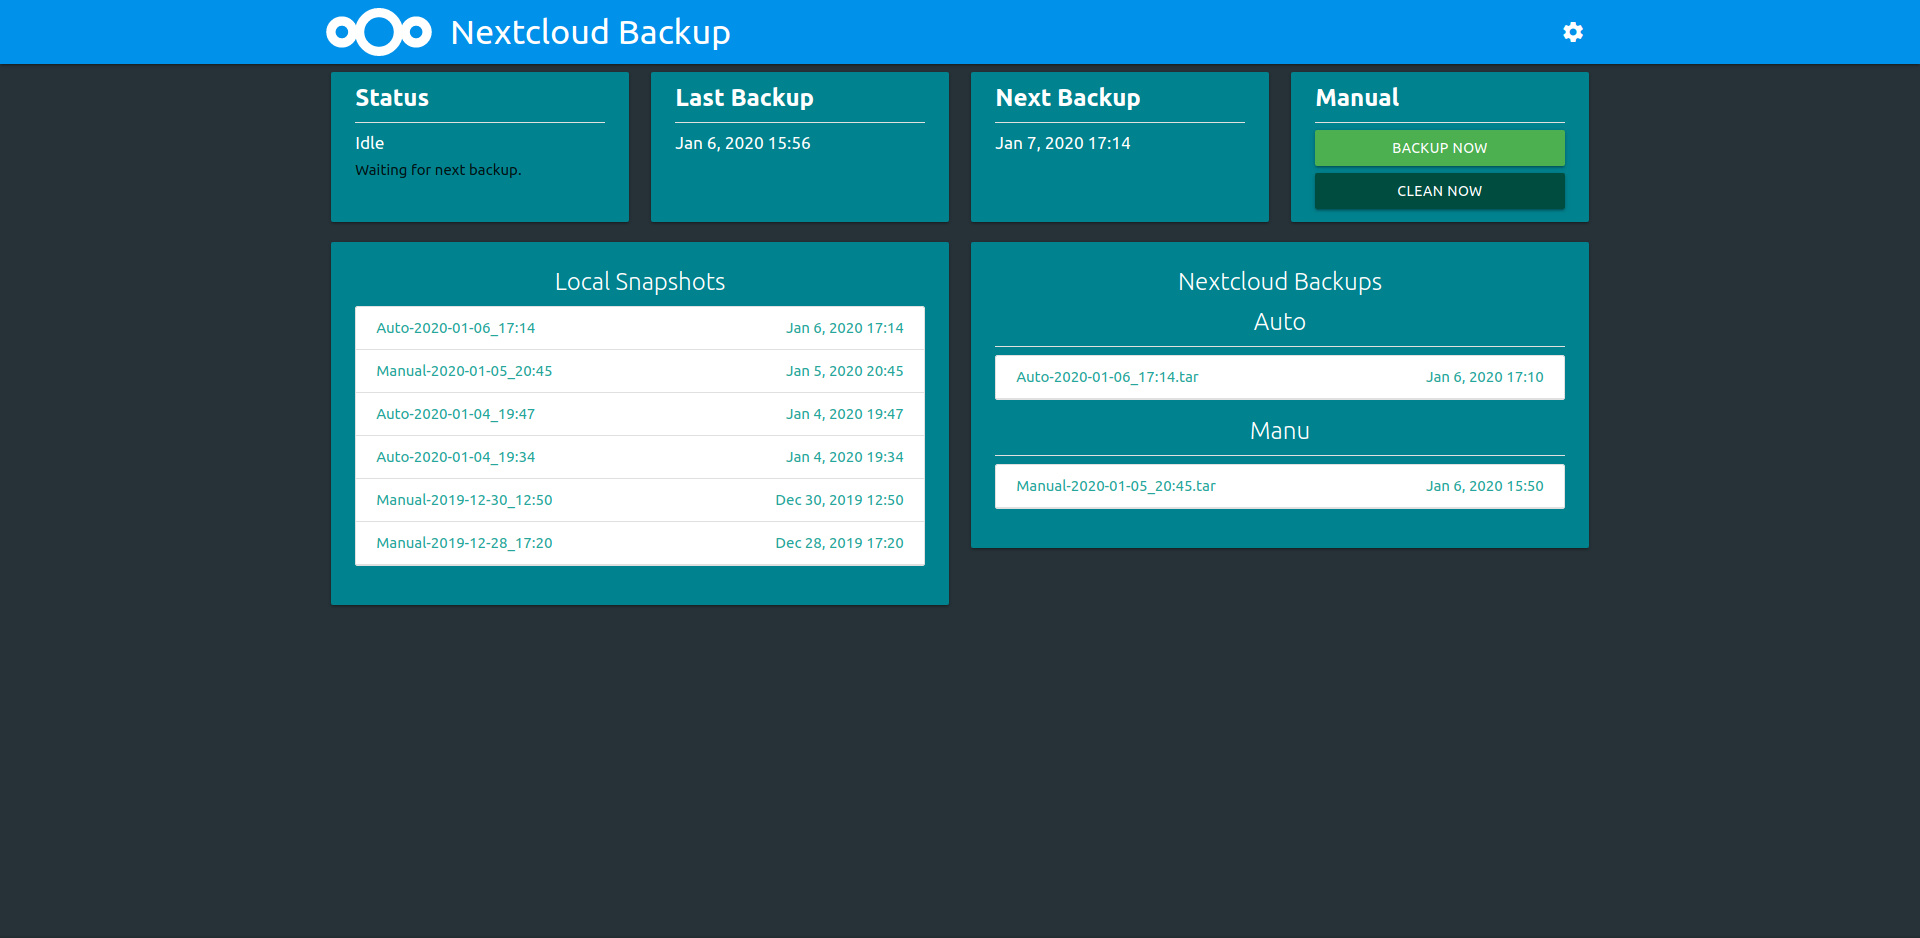 Nextcloud Backup
Status
Idle
Waiting for next backup.
Last Backup
Jan 6, 2020 15:56
Next Backup
Jan 7, 2020 17:14
Manual
BACKUP NOW
CLEAN NOW
Local Snapshots
Auto-2020-01-06_17:14 Jan 6, 2020 17:14
Manual-2020-01-05_20:45 Jan 5, 2020 20:45
Auto-2020-01-04_19:47 Jan 4, 2020 19:47
Auto-2020-01-04_19:34 Jan 4, 2020 19:34
Manual-2019-12-30_12:50 Dec 30, 2019 12:50
Manual-2019-12-28_17:20 Dec 28, 2019 17:20
Nextcloud Backups
Auto
Auto-2020-01-06_17:14.tar Jan 6, 2020 17:10
Manu
Manual-2020-01-05_20:45.tar Jan 6, 2020 15:50